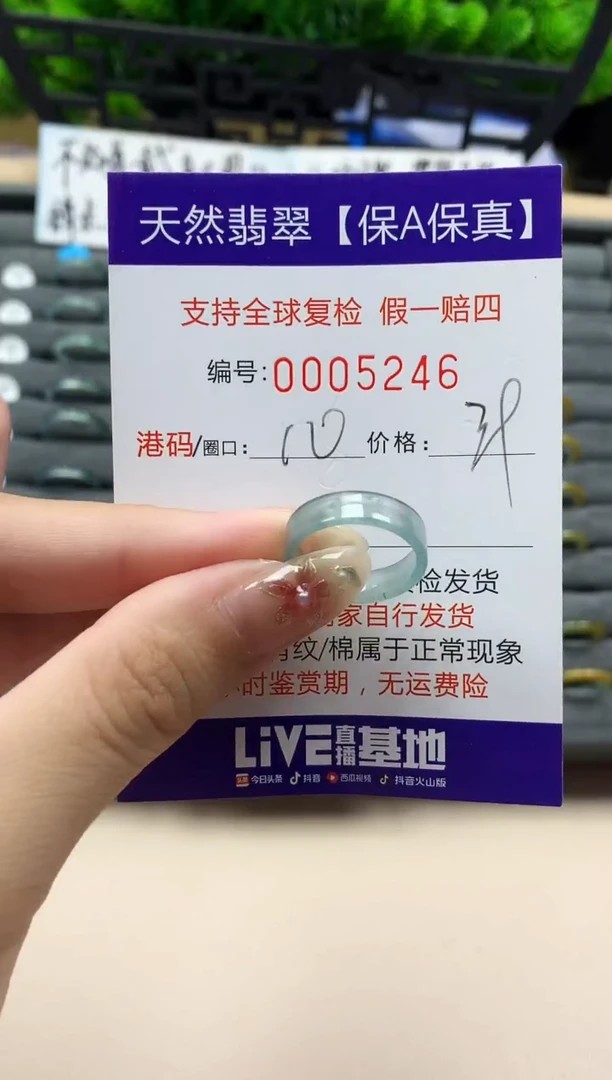 天然翡翠【保A保真】
支持全球复检 假一赔四
编号:0005246
港码/圈口: 10 价格:
检发货
家自行发货
纹/棉属于正常现象
时鉴赏期，无运费险
LiVE直播基地
头条 今日头条 抖音 西瓜视频 抖音火山版